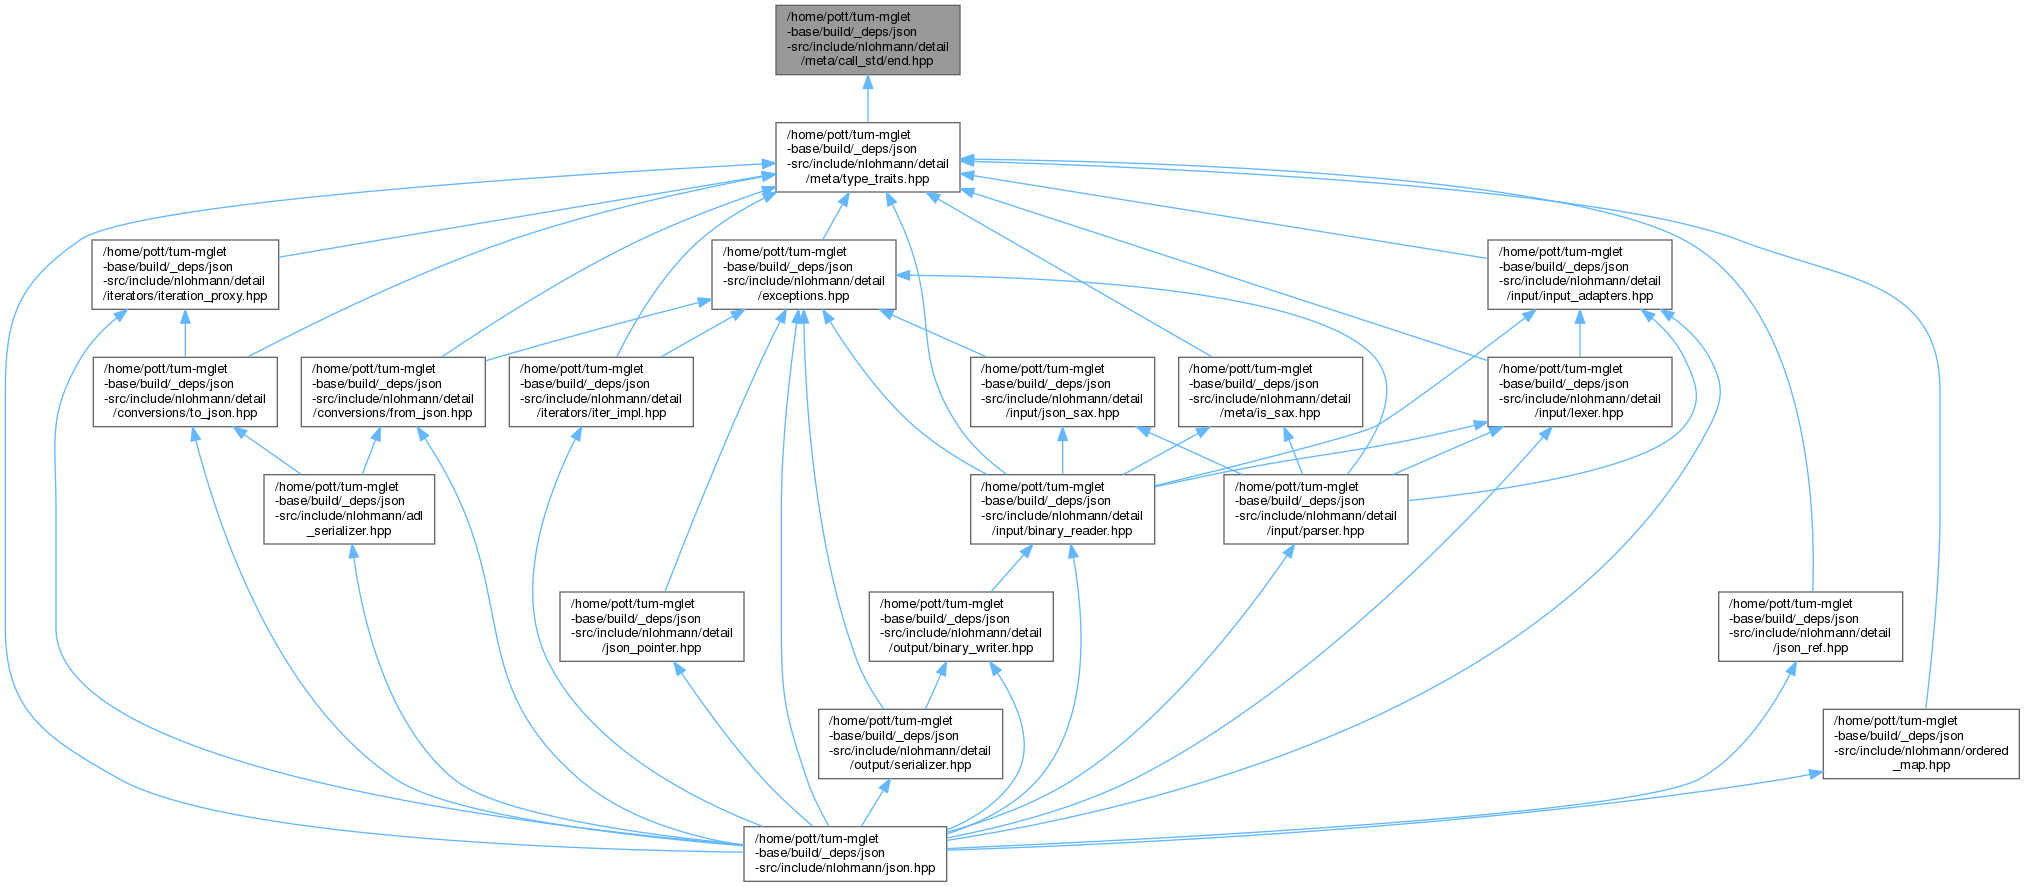 /home/pott/tum-mglet
-base/build/_deps/json
-src/include/nlohmann/detail
/meta/call_std/end.hpp
/home/pott/tum-mglet
-base/build/_deps/json
-src/include/nlohmann/detail
/meta/type_traits.hpp
/home/pott/tum-mglet
-base/build/_deps/json
-src/include/nlohmann/detail
/iterators/iteration_proxy.hpp
/home/pott/tum-mglet
-base/build/_deps/json
-src/include/nlohmann/detail
/exceptions.hpp
/home/pott/tum-mglet
-base/build/_deps/json
-src/include/nlohmann/detail
/input/input_adapters.hpp
/home/pott/tum-mglet
-base/build/_deps/json
-src/include/nlohmann/detail
/conversions/to_json.hpp
/home/pott/tum-mglet
-base/build/_deps/json
-src/include/nlohmann/detail
/conversions/from_json.hpp
/home/pott/tum-mglet
-base/build/_deps/json
-src/include/nlohmann/detail
/iterators/iter_impl.hpp
/home/pott/tum-mglet
-base/build/_deps/json
-src/include/nlohmann/detail
/input/json_sax.hpp
/home/pott/tum-mglet
-base/build/_deps/json
-src/include/nlohmann/detail
/meta/is_sax.hpp
/home/pott/tum-mglet
-base/build/_deps/json
-src/include/nlohmann/detail
/input/lexer.hpp
/home/pott/tum-mglet
-base/build/_deps/json
-src/include/nlohmann/adl
_serializer.hpp
/home/pott/tum-mglet
-base/build/_deps/json
-src/include/nlohmann/detail
/input/binary_reader.hpp
/home/pott/tum-mglet
-base/build/_deps/json
-src/include/nlohmann/detail
/input/parser.hpp
/home/pott/tum-mglet
-base/build/_deps/json
-src/include/nlohmann/detail
/json_pointer.hpp
/home/pott/tum-mglet
-base/build/_deps/json
-src/include/nlohmann/detail
/output/binary_writer.hpp
/home/pott/tum-mglet
-base/build/_deps/json
-src/include/nlohmann/detail
/json_ref.hpp
/home/pott/tum-mglet
-base/build/_deps/json
-src/include/nlohmann/detail
/output/serializer.hpp
/home/pott/tum-mglet
-base/build/_deps/json
-src/include/nlohmann/ordered
_map.hpp
/home/pott/tum-mglet
-base/build/_deps/json
-src/include/nlohmann/json.hpp